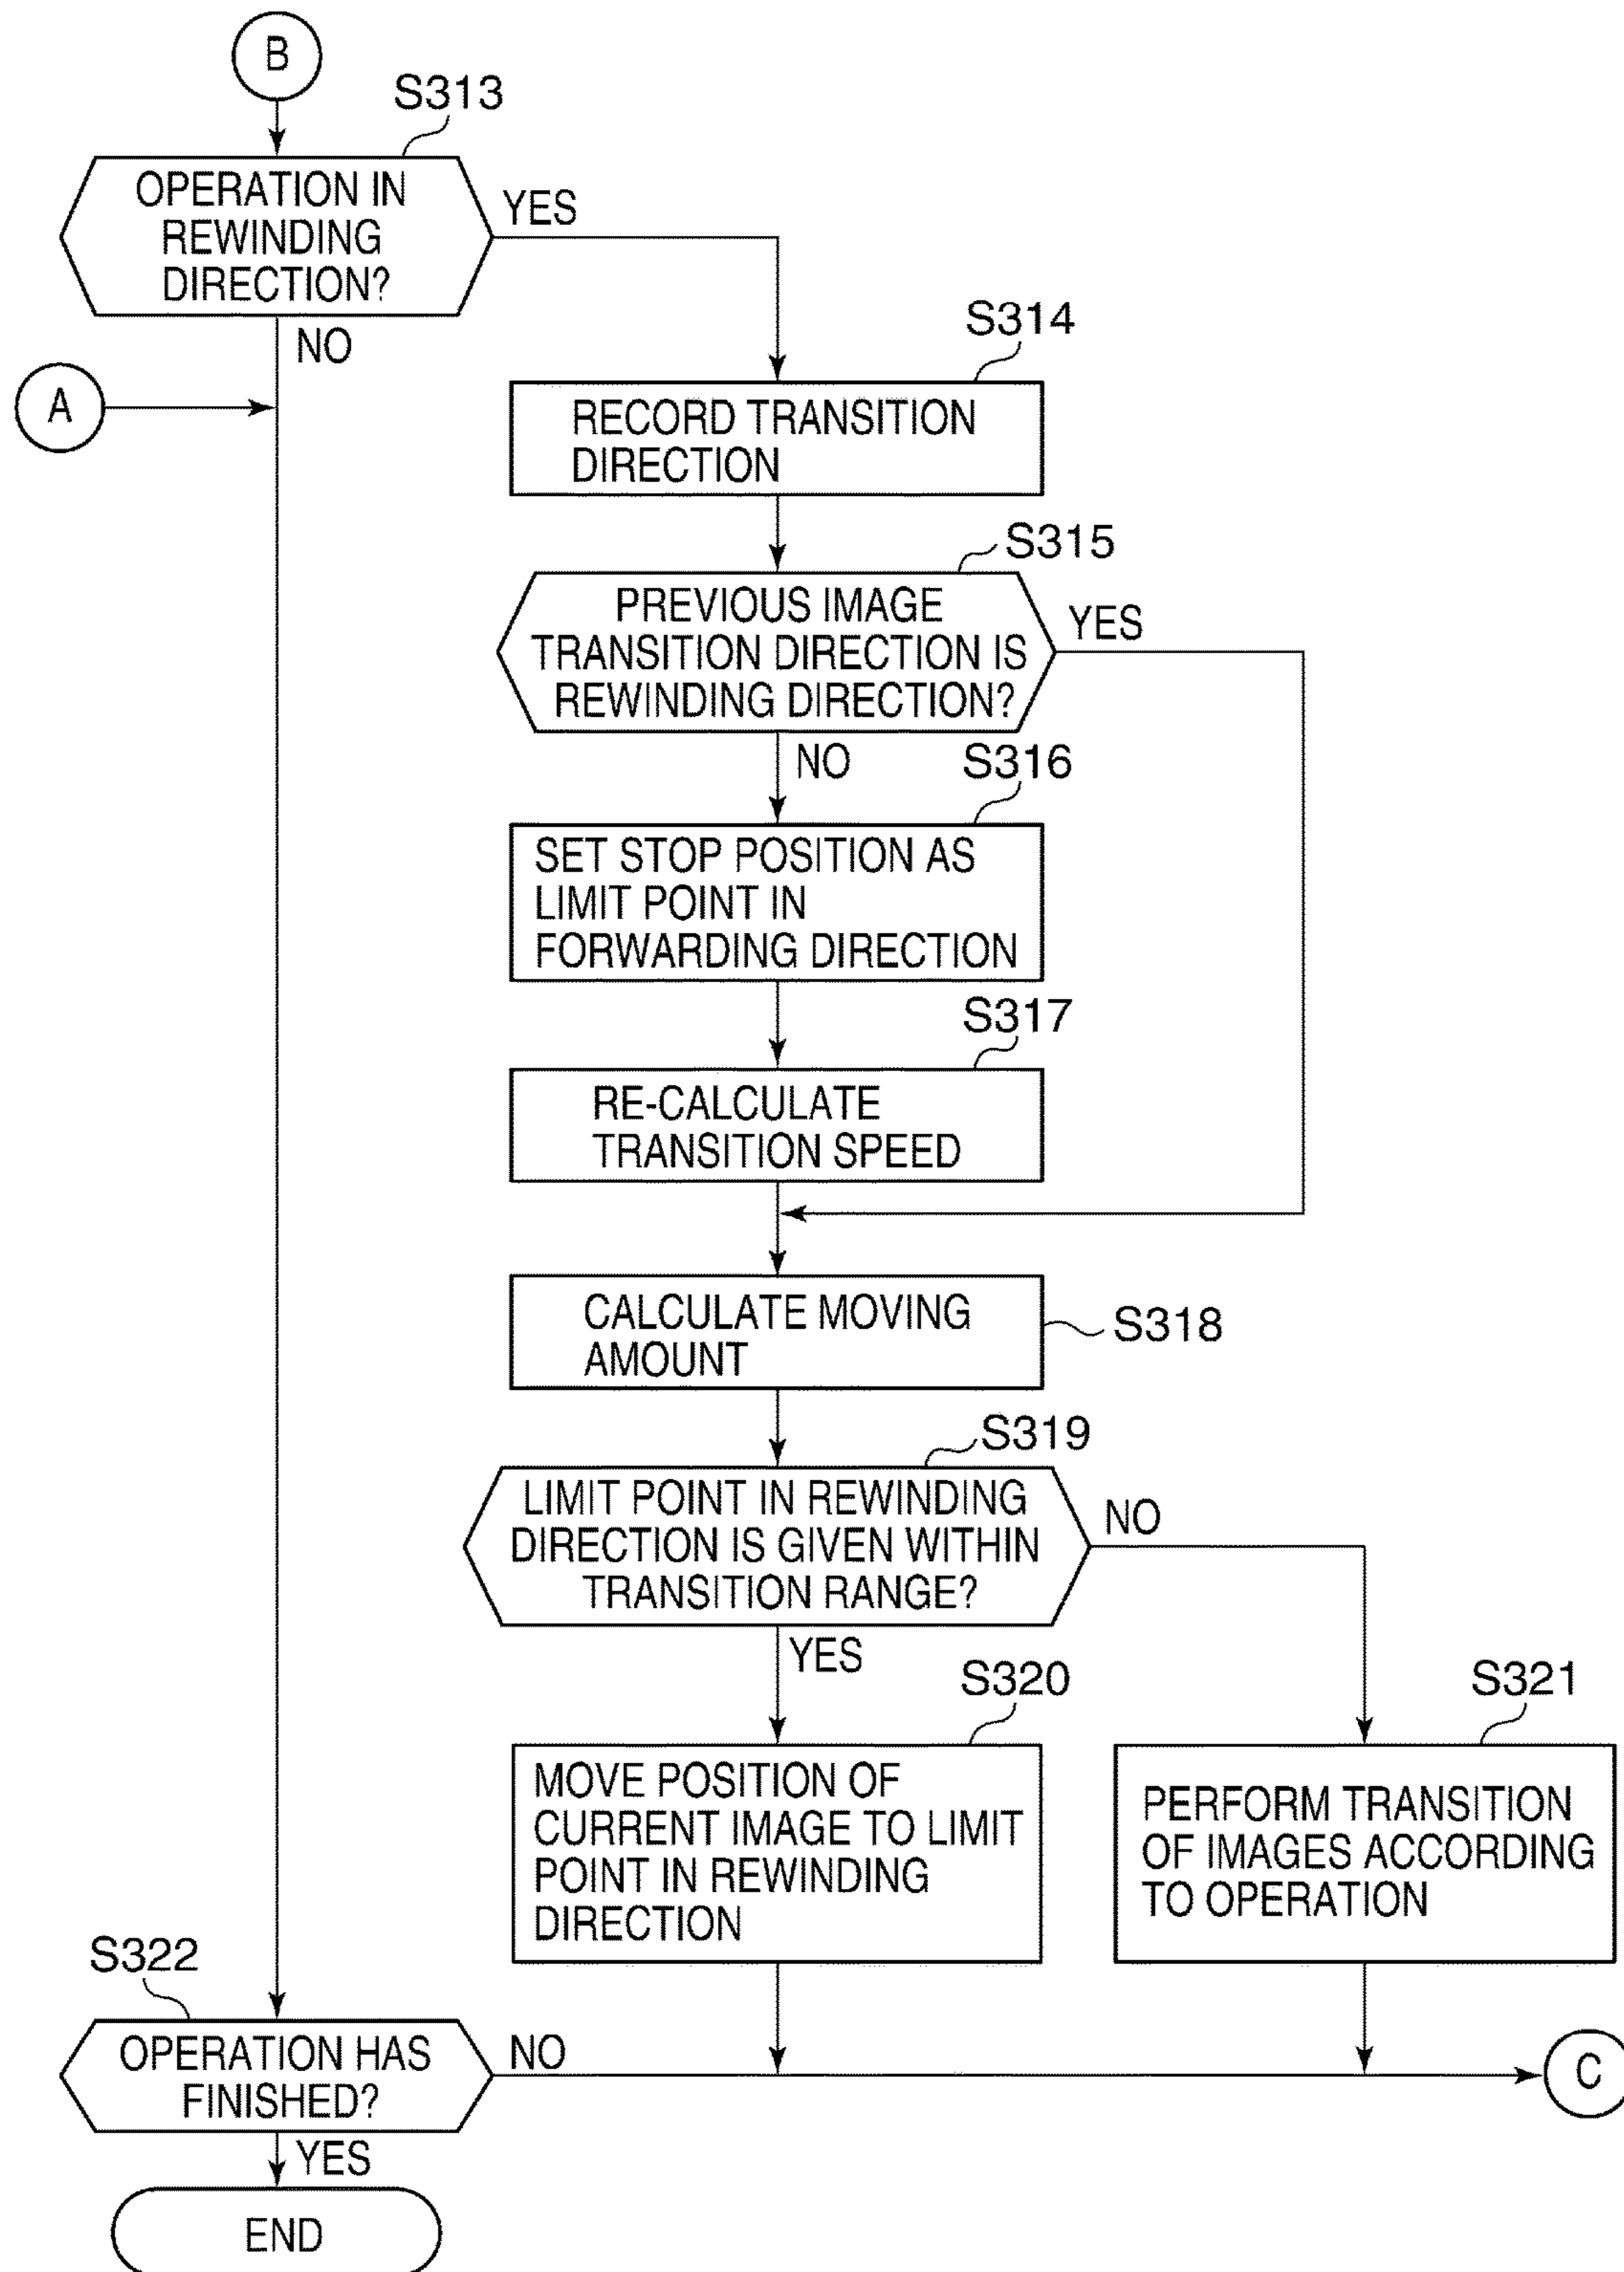 B
S313
OPERATION IN
REWINDING
DIRECTION?
YES
NO
A
S314
RECORD TRANSITION
DIRECTION
S315
PREVIOUS IMAGE
TRANSITION DIRECTION IS
REWINDING DIRECTION?
YES
NO
S316
SET STOP POSITION AS
LIMIT POINT IN
FORWARDING DIRECTION
S317
RE-CALCULATE
TRANSITION SPEED
CALCULATE MOVING
AMOUNT
S318
S319
LIMIT POINT IN REWINDING
DIRECTION IS GIVEN WITHIN
TRANSITION RANGE?
NO
YES
S320
MOVE POSITION OF
CURRENT IMAGE TO LIMIT
POINT IN REWINDING
DIRECTION
S321
PERFORM TRANSITION
OF IMAGES ACCORDING
TO OPERATION
S322
OPERATION HAS
FINISHED?
NO
C
YES
END